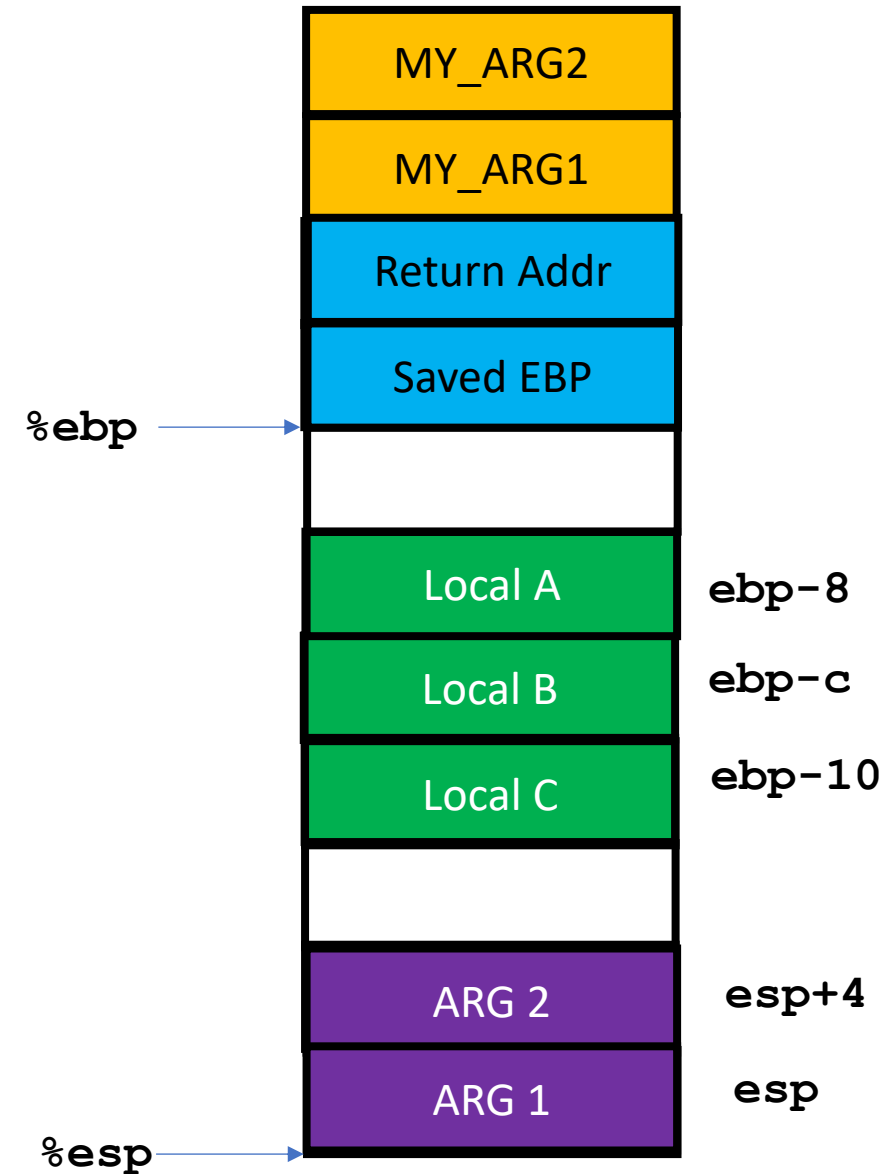 MY_ARG2
MY_ARG1
Return Addr
Saved EBP
%ebp
Local A
ebp-8
Local B
ebp-c
Local C
ebp-10
ARG 2
esp+4
ARG 1
esp
%esp